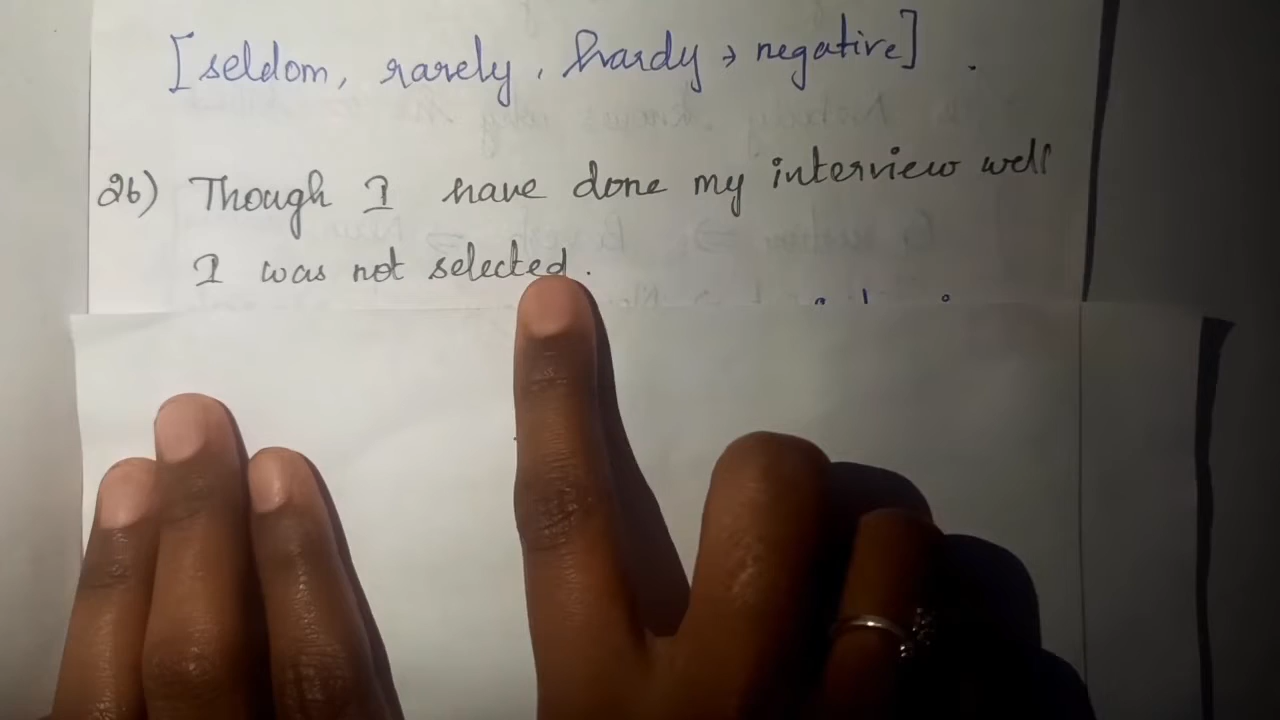 [seldom, rarely, hardy → negative].
26) Though I have done my interview well
I was not selected.